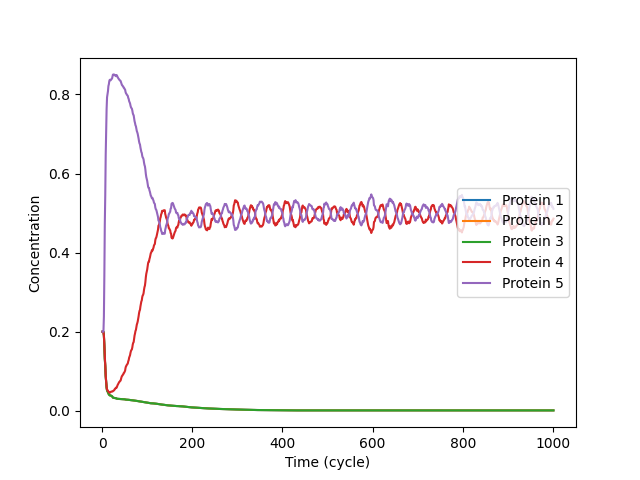 0.8
0.6
0.4
0.2
0.0
Concentration
0
200
400
600
800
1000
Time (cycle)
Protein 1
Protein 2
Protein 3
Protein 4
Protein 5